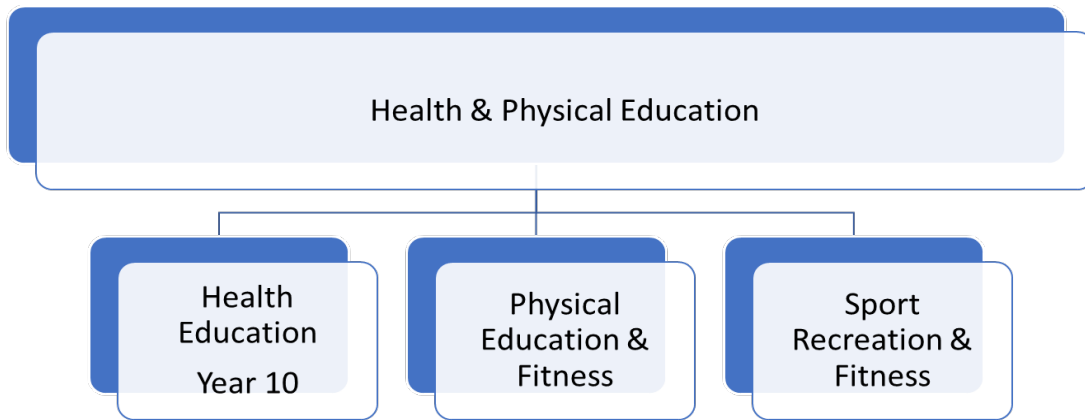 Health & Physical Education
Health
Education
Year 10
Physical
Education &
Fitness
Sport
Recreation &
Fitness